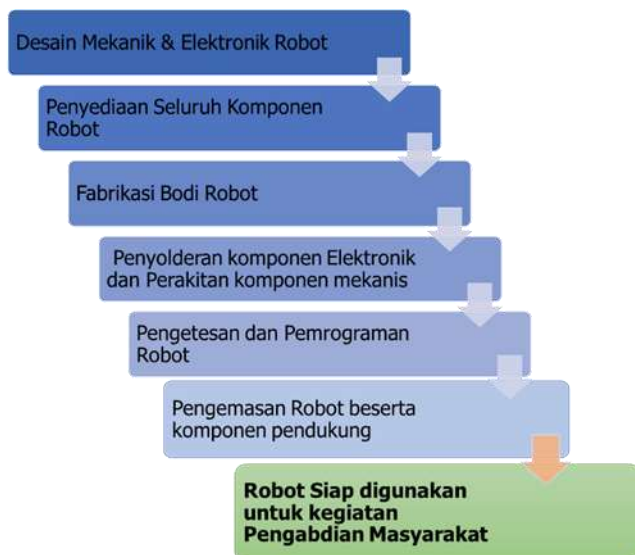 Desain Mekanik & Elektronik Robot
Penyediaan Seluruh Komponen
Robot
Fabrikasi Bodi Robot
Penyolderan komponen Elektronik
dan Perakitan komponen mekanis
Pengetesan dan Pemrograman
Robot
Pengemasan Robot beserta
komponen pendukung
Robot Siap digunakan
untuk kegiatan
Pengabdian Masyarakat